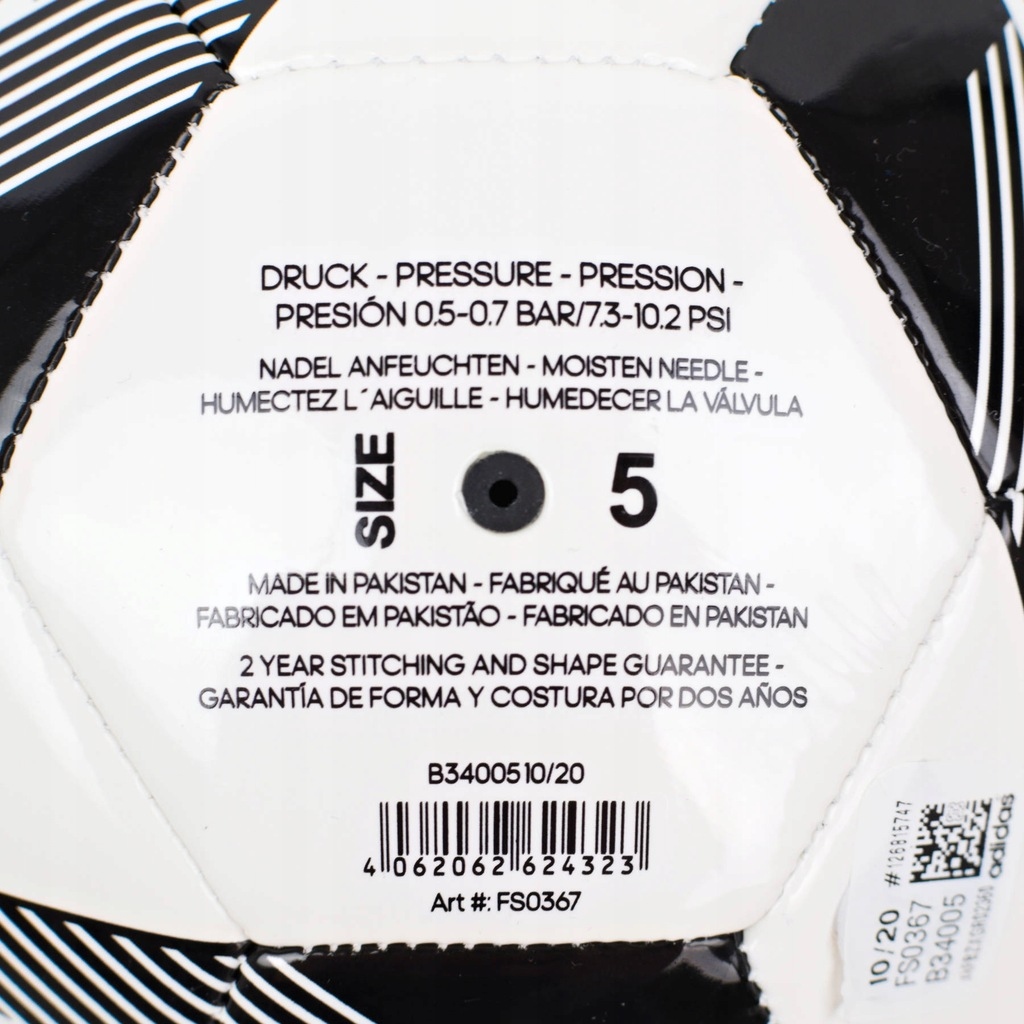 DRUCK - PRESSURE - PRESSION -
PRESIÓN 0.5-0.7 BAR/7.3-10.2 PSI
NADEL ANFEUCHTEN - MOISTEN NEEDLE -
HUMECTEZ L´AIGUILLE - HUMEDECER LA VÁLVULA
SIZE 5
MADE IN PAKISTAN - FABRIQUÉ AU PAKISTAN -
FABRICADO EM PAKISTÃO - FABRICADO EN PAKISTAN
2 YEAR STITCHING AND SHAPE GUARANTEE -
GARANTÍA DE FORMA Y COSTURA POR DOS AÑOS
B34005 10/20
4 062062 624323
Art #: FS0367
adidas
#126815747
10/20
FS0367
B34005